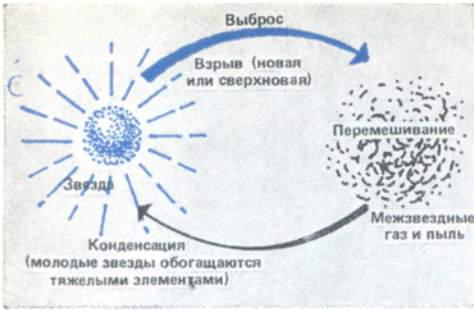 Выброс
Взрыв (новая
или сверхновая)
Перемешивание
Звезда
Межзвездные
газ и пыль
Конденсация
(молодые звезды обогащаются
тяжелыми элементами)